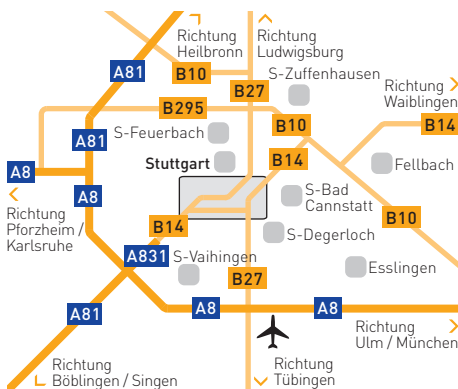 Richtung
Heilbronn
Richtung
Ludwigsburg
A81
B10
S-Zuffenhausen
B27
Richtung
Waiblingen
B295
S-Feuerbach
A81
B10
B14
Stuttgart
B14
Fellbach
A8
A8
S-Bad
Cannstatt
Richtung
Pforzheim /
Karlsruhe
B14
B10
S-Degerloch
A831
S-Vaihingen
Esslingen
B27
A81
A8
A8
Richtung
Ulm / München
Richtung
Böblingen / Singen
Richtung
Tübingen